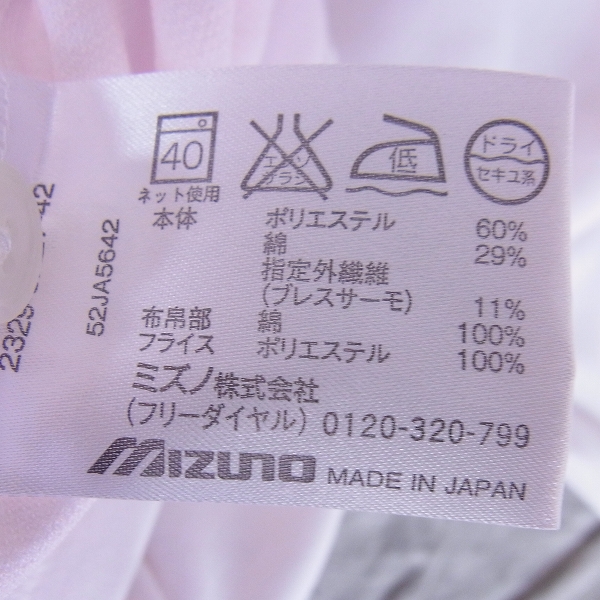 40
ネット使用
エンソ
サラシ
低
ドライ
セキユ系
本体 ポリエステル 60%
綿 29%
指定外繊維
(ブレスサーモ) 11%
布帛部 綿 100%
フライス ポリエステル 100%
ミズノ株式会社
(フリーダイヤル) 0120-320-799
MIZUNO MADE IN JAPAN
52JA5642